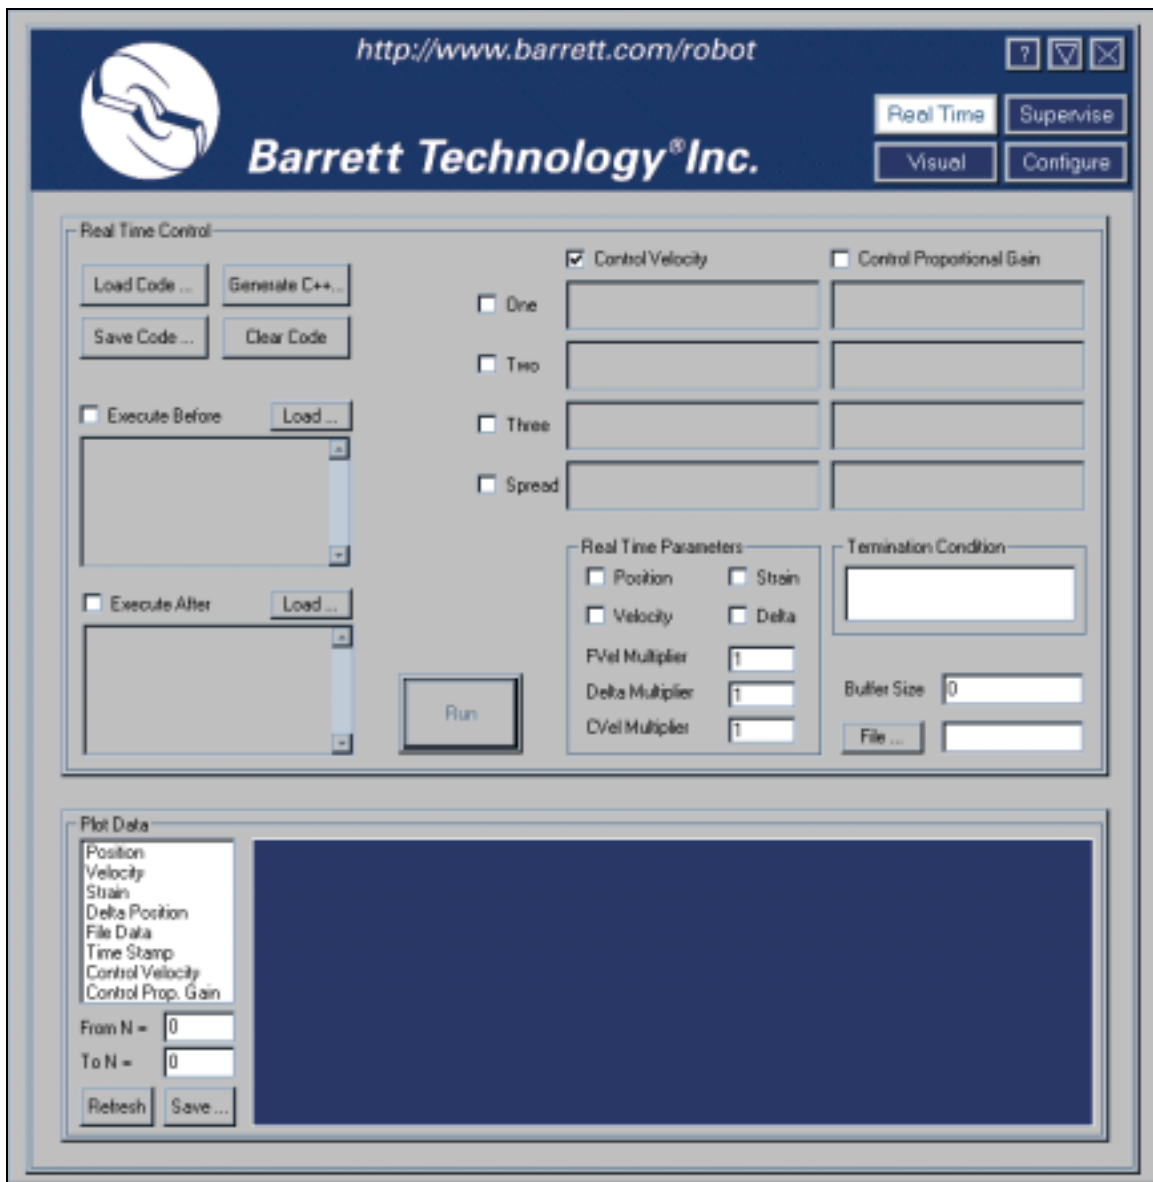 http://www.barrett.com/robot
?
Barrett Technology®Inc.
Real Time
Supervise
Visual
Configure
Real Time Control
Load Code ...
Generate C++...
Save Code ...
Clear Code
Execute Before
Load ...
Execute After
Load ...
Run
Control Velocity
Control Proportional Gain
One
Two
Three
Spread
Real Time Parameters
Position
Strain
Velocity
Delta
FVel Multiplier 1
Delta Multiplier 1
CVel Multiplier 1
Termination Condition
Buffer Size 0
File ...
Plot Data
Position
Velocity
Strain
Delta Position
File Data
Time Stamp
Control Velocity
Control Prop. Gain
From N = 0
To N = 0
Refresh
Save ...